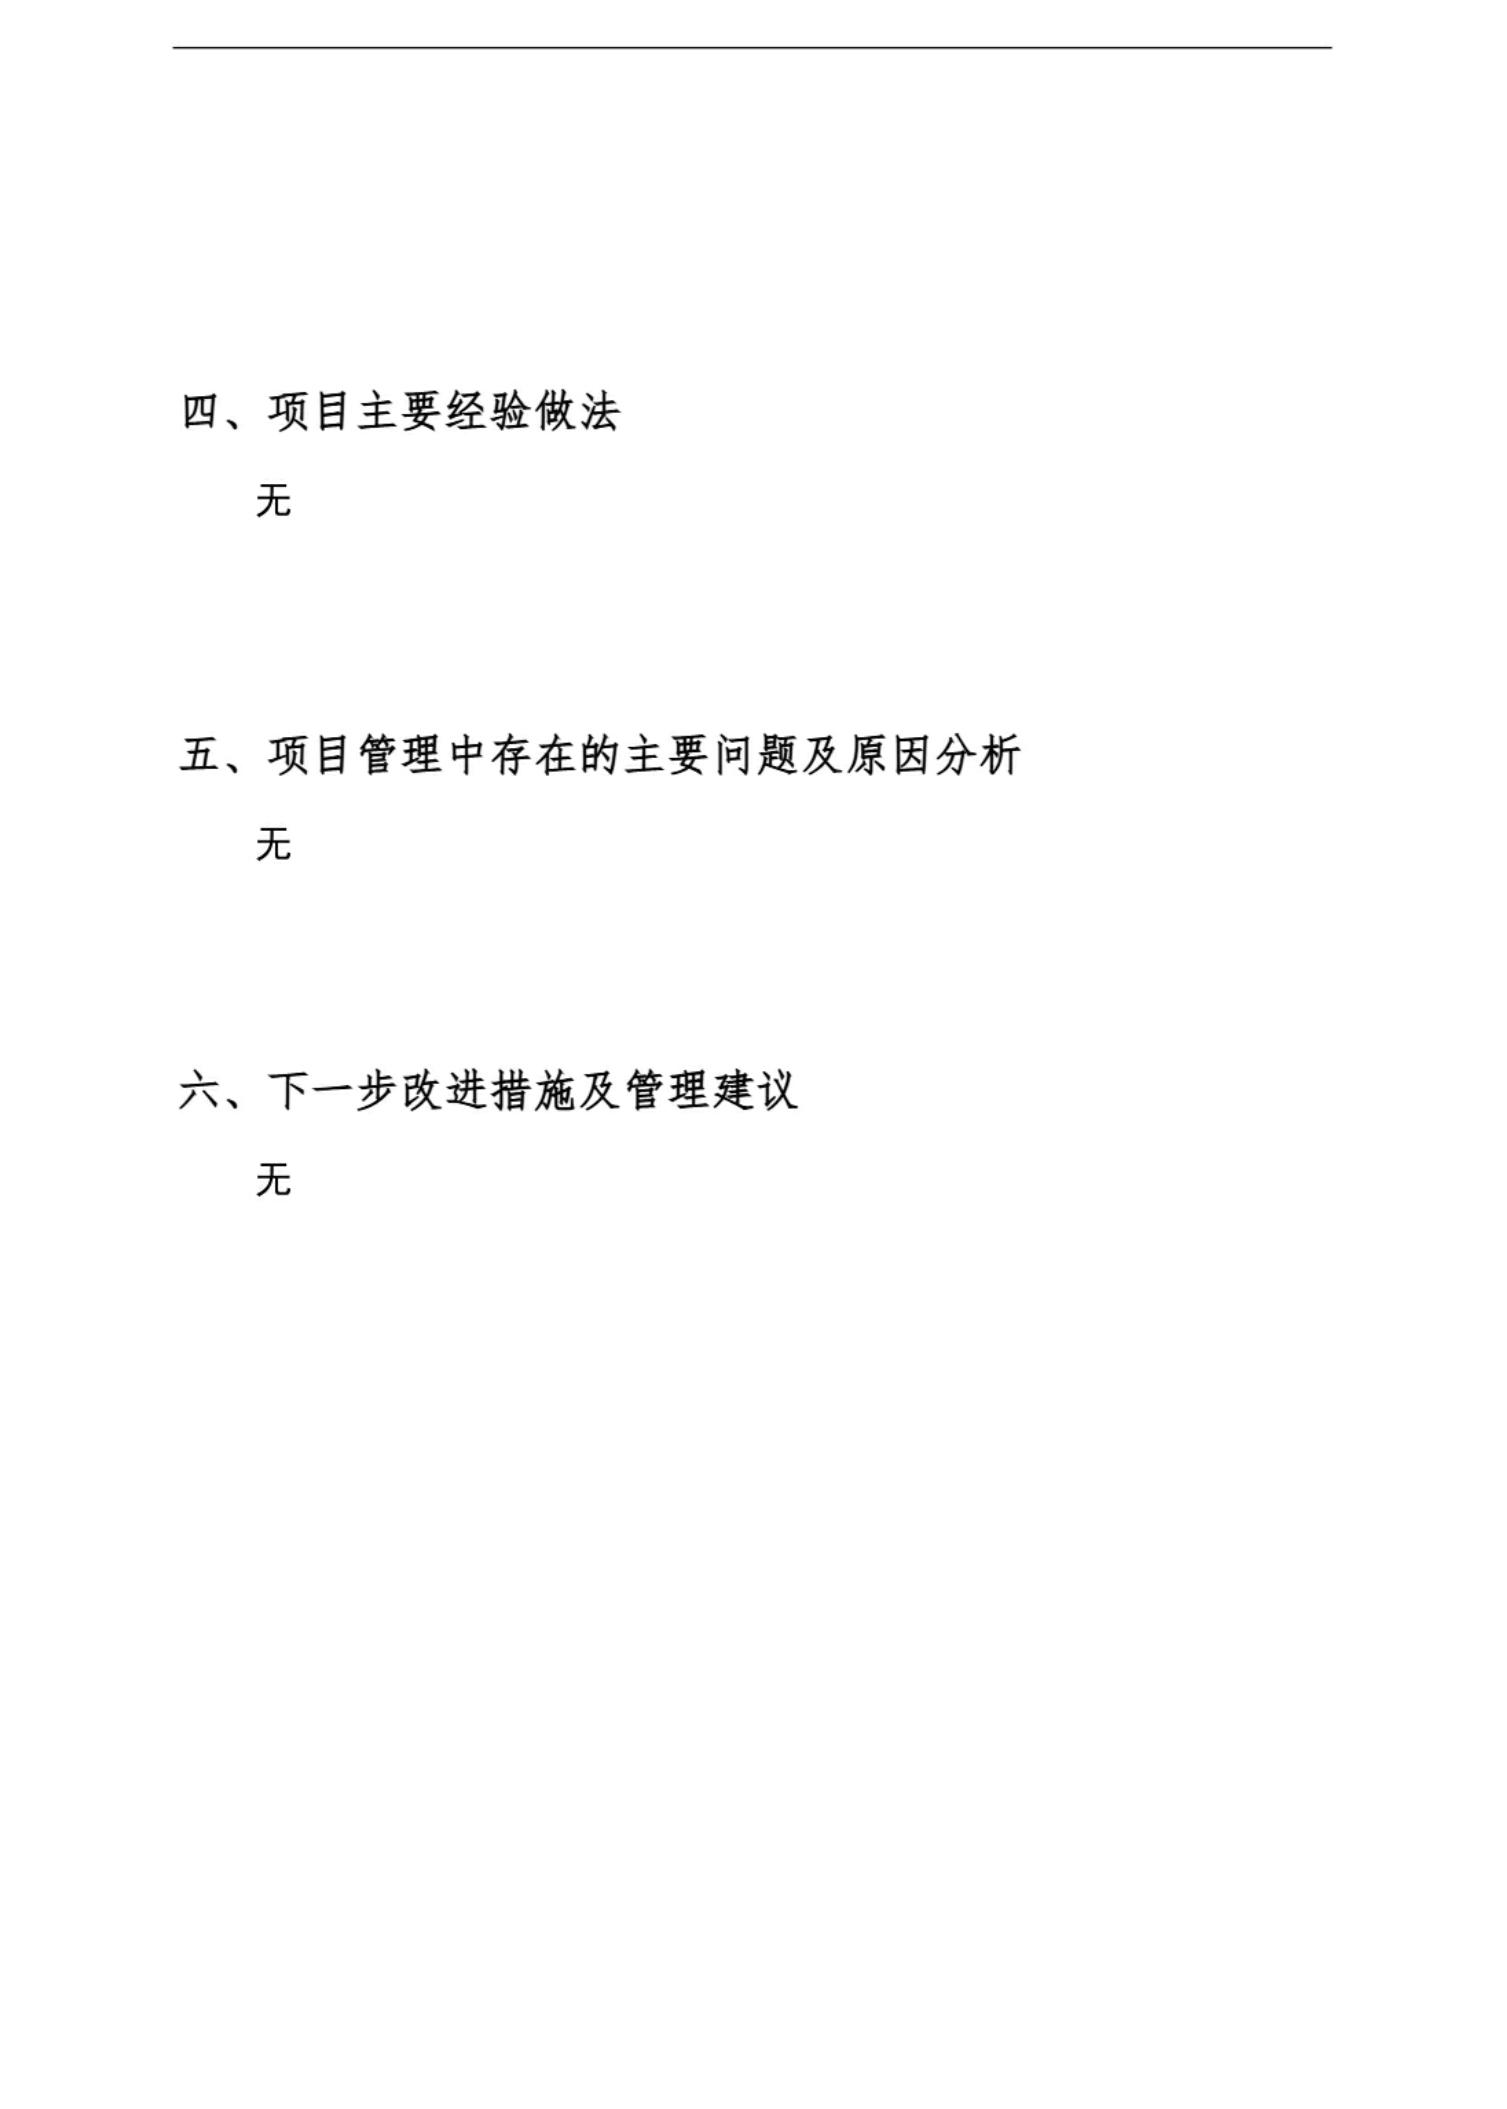 四、项目主要经验做法
无
五、项目管理中存在的主要问题及原因分析
无
六、下一步改进措施及管理建议
无